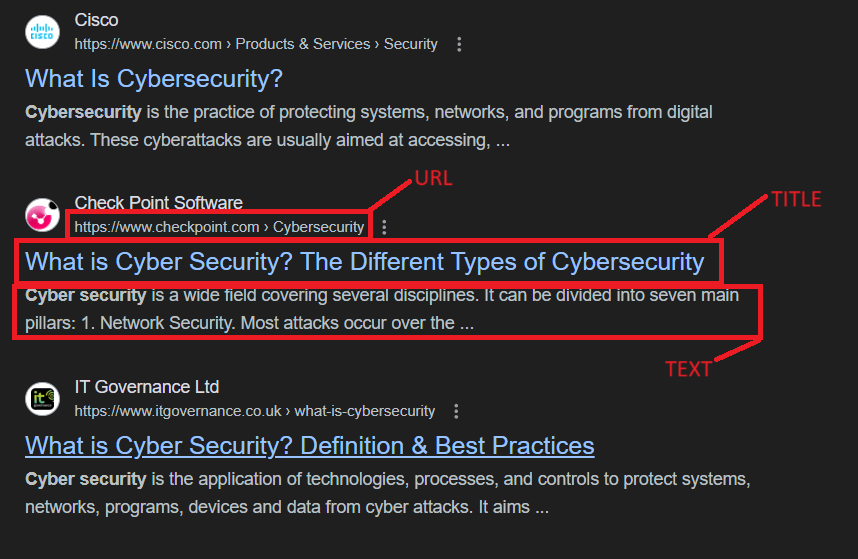 Cisco
https://www.cisco.com › Products & Services › Security
What Is Cybersecurity?
Cybersecurity is the practice of protecting systems, networks, and programs from digital
attacks. These cyberattacks are usually aimed at accessing, ...
URL
Check Point Software
https://www.checkpoint.com › Cybersecurity
TITLE
What is Cyber Security? The Different Types of Cybersecurity
Cyber security is a wide field covering several disciplines. It can be divided into seven main
pillars: 1. Network Security. Most attacks occur over the ...
TEXT
IT Governance Ltd
https://www.itgovernance.co.uk › what-is-cybersecurity
What is Cyber Security? Definition & Best Practices
Cyber security is the application of technologies, processes, and controls to protect systems,
networks, programs, devices and data from cyber attacks. It aims ...